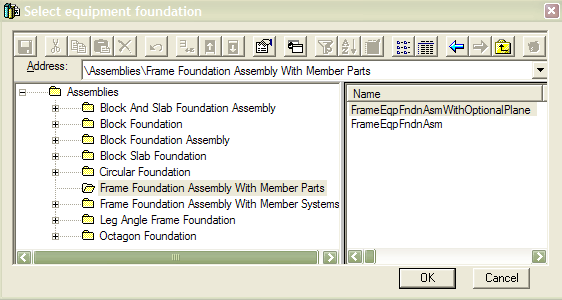 Select equipment foundation
Address: \Assemblies\Frame Foundation Assembly With Member Parts
Assemblies
Block And Slab Foundation Assembly
Block Foundation
Block Foundation Assembly
Block Slab Foundation
Circular Foundation
Frame Foundation Assembly With Member Parts
Frame Foundation Assembly With Member Systems
Leg Angle Frame Foundation
Octagon Foundation
Name
FrameEqpFndnAsmWithOptionalPlane
FrameEqpFndnAsm
OK Cancel